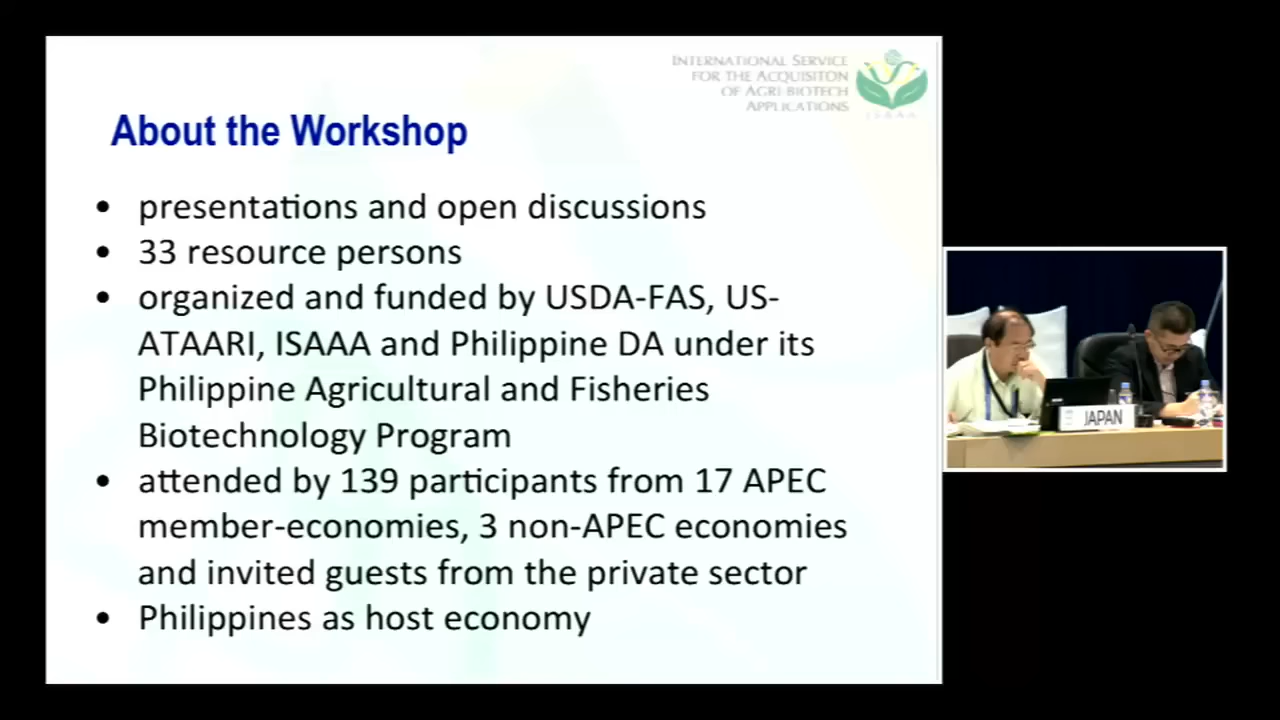 INTERNATIONAL SERVICE
FOR THE ACQUISITON
OF AGRI-BIOTECH
APPLICATIONS
ISAAA
About the Workshop
• presentations and open discussions
• 33 resource persons
• organized and funded by USDA-FAS, US-
ATAARI, ISAAA and Philippine DA under its
Philippine Agricultural and Fisheries
Biotechnology Program
• attended by 139 participants from 17 APEC
member-economies, 3 non-APEC economies
and invited guests from the private sector
• Philippines as host economy
JAPAN